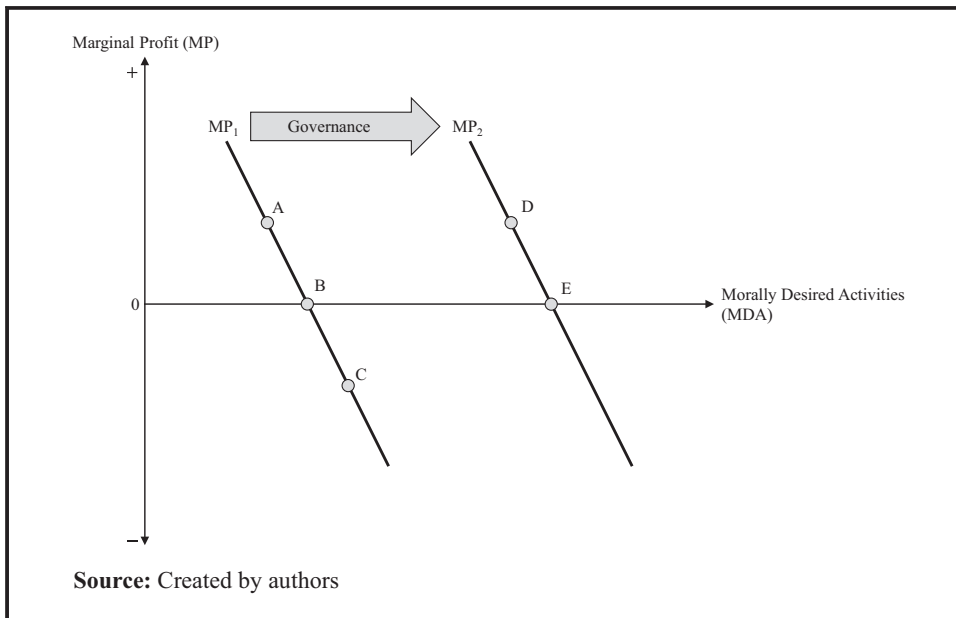 Marginal Profit (MP)
+
MP₁
Governance
MP₂
A
D
B
E
0
Morally Desired Activities
(MDA)
C
−
Source: Created by authors